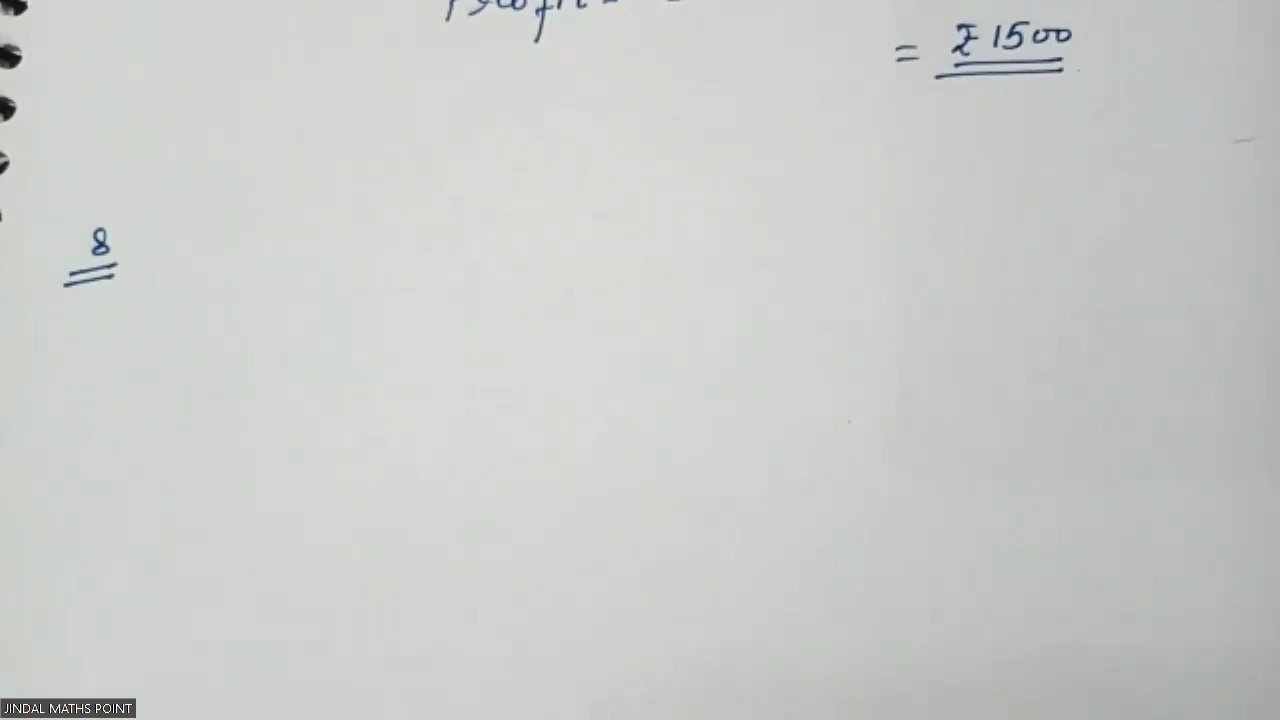 = ₹ 1500
8
JINDAL MATHS POINT